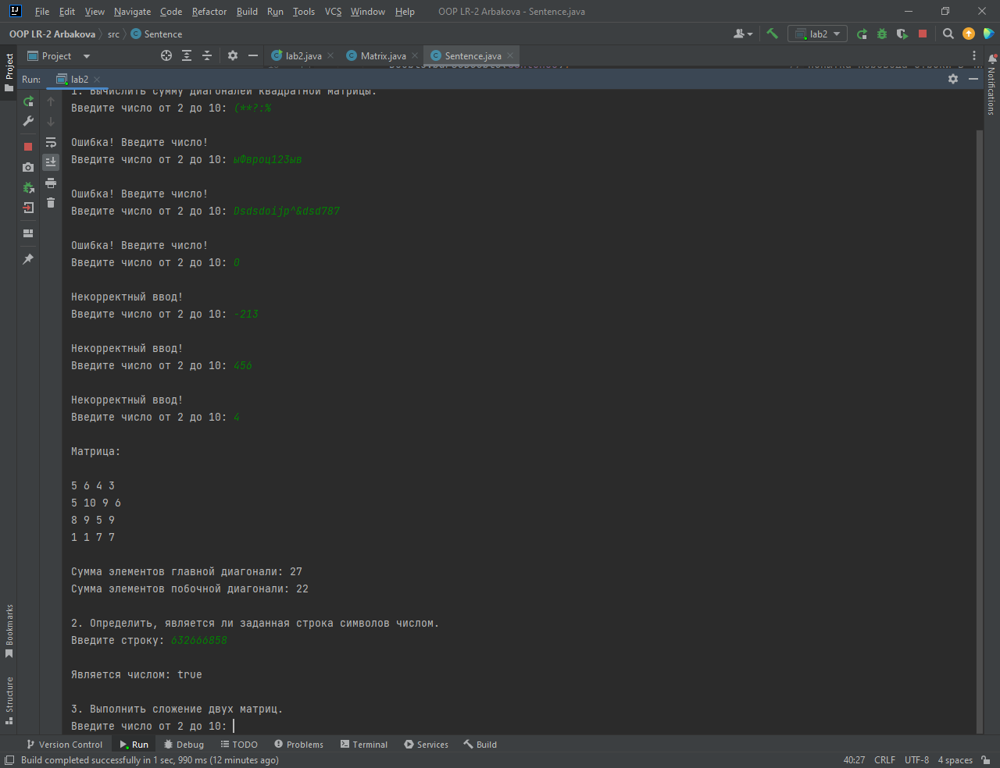 File Edit View Navigate Code Refactor Build Run Tools VCS Window Help OOP LR-2 Arbakova - Sentence.java
OOP LR-2 Arbakova src Sentence lab2
Project lab2.java Matrix.java Sentence.java
Run: lab2
1. Вычислить сумму диагоналей квадратной матрицы.
Введите число от 2 до 10: (**?:%
Ошибка! Введите число!
Введите число от 2 до 10: ыФвроц123ыв
Ошибка! Введите число!
Введите число от 2 до 10: Dsdsdoijp^&dsd787
Ошибка! Введите число!
Введите число от 2 до 10: 0
Некорректный ввод!
Введите число от 2 до 10: -213
Некорректный ввод!
Введите число от 2 до 10: 456
Некорректный ввод!
Введите число от 2 до 10: 4
Матрица:
5 6 4 3
5 10 9 6
8 9 5 9
1 1 7 7
Сумма элементов главной диагонали: 27
Сумма элементов побочной диагонали: 22
2. Определить, является ли заданная строка символов числом.
Введите строку: 632666858
Является числом: true
3. Выполнить сложение двух матриц.
Введите число от 2 до 10:
Project
Bookmarks
Structure
Notifications
Version Control Run Debug TODO Problems Terminal Services Build
Build completed successfully in 1 sec, 990 ms (12 minutes ago) 40:27 CRLF UTF-8 4 spaces